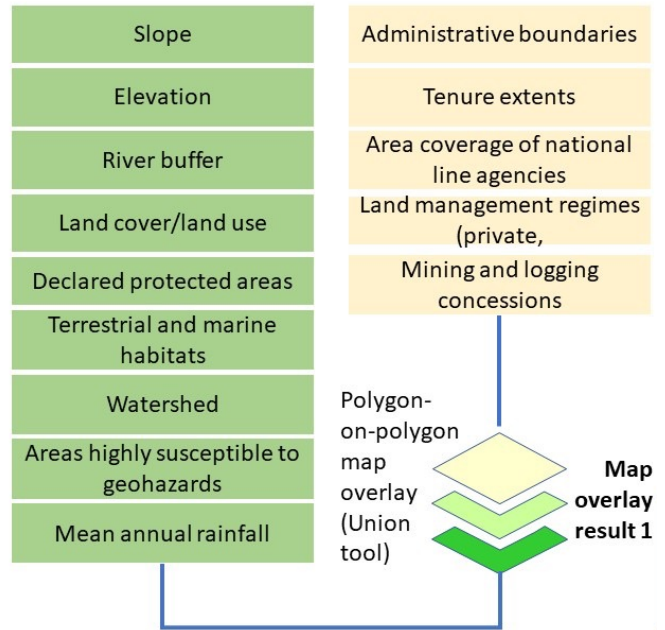 Slope
Elevation
River buffer
Land cover/land use
Declared protected areas
Terrestrial and marine
habitats
Watershed
Areas highly susceptible to
geohazards
Mean annual rainfall
Administrative boundaries
Tenure extents
Area coverage of national
line agencies
Land management regimes
(private,
Mining and logging
concessions
Polygon-
on-polygon
map
overlay
(Union
tool)
Map
overlay
result 1